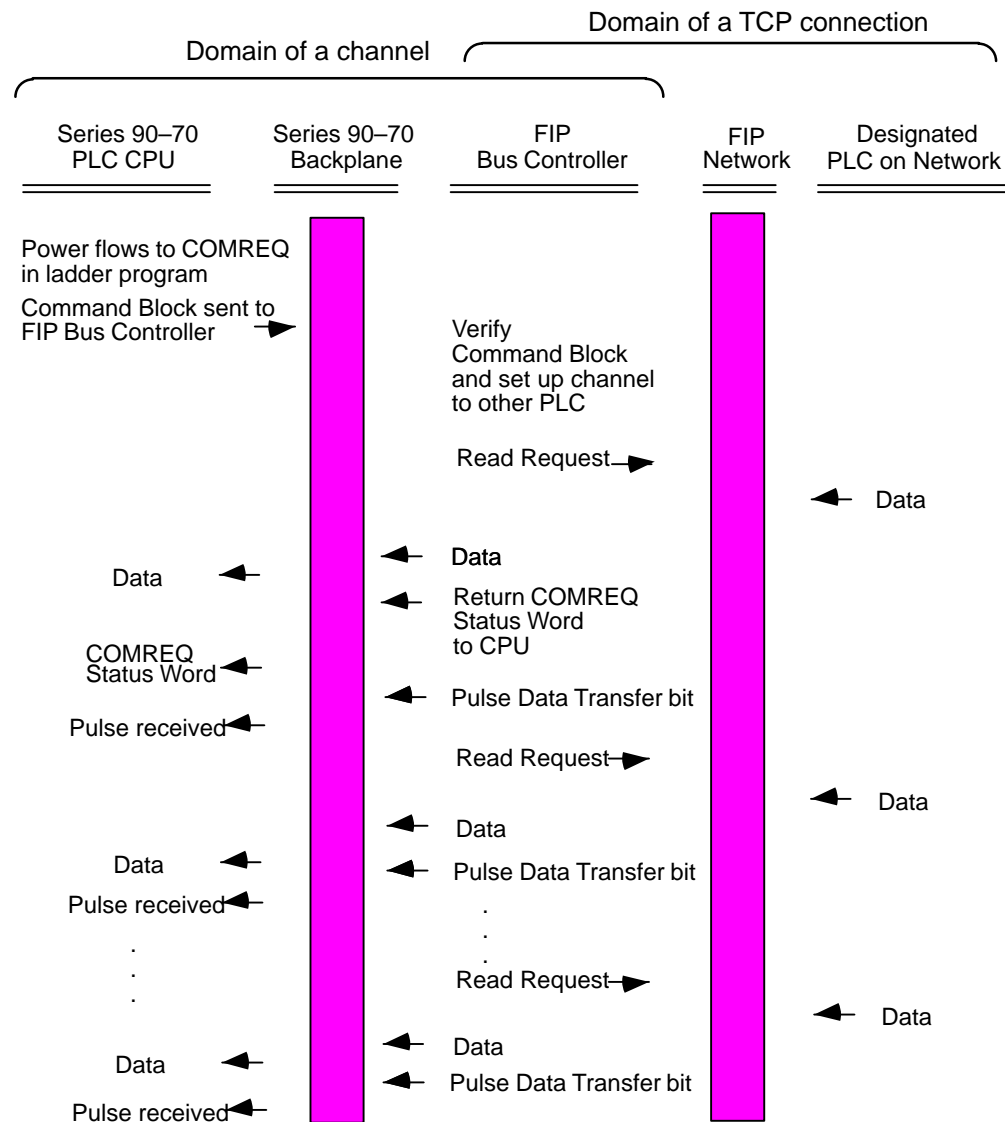 Domain of a TCP connection
Domain of a channel
Series 90–70
PLC CPU
Series 90–70
Backplane
FIP
Bus Controller
FIP
Network
Designated
PLC on Network
Power flows to COMREQ
in ladder program
Command Block sent to
FIP Bus Controller
Verify
Command Block
and set up channel
to other PLC
Read Request
Data
Data
Data
Return COMREQ
Status Word
to CPU
COMREQ
Status Word
Pulse Data Transfer bit
Pulse received
Read Request
Data
Data
Data
Pulse Data Transfer bit
Pulse received
.
.
.
.
.
.
Read Request
Data
Data
Data
Pulse Data Transfer bit
Pulse received